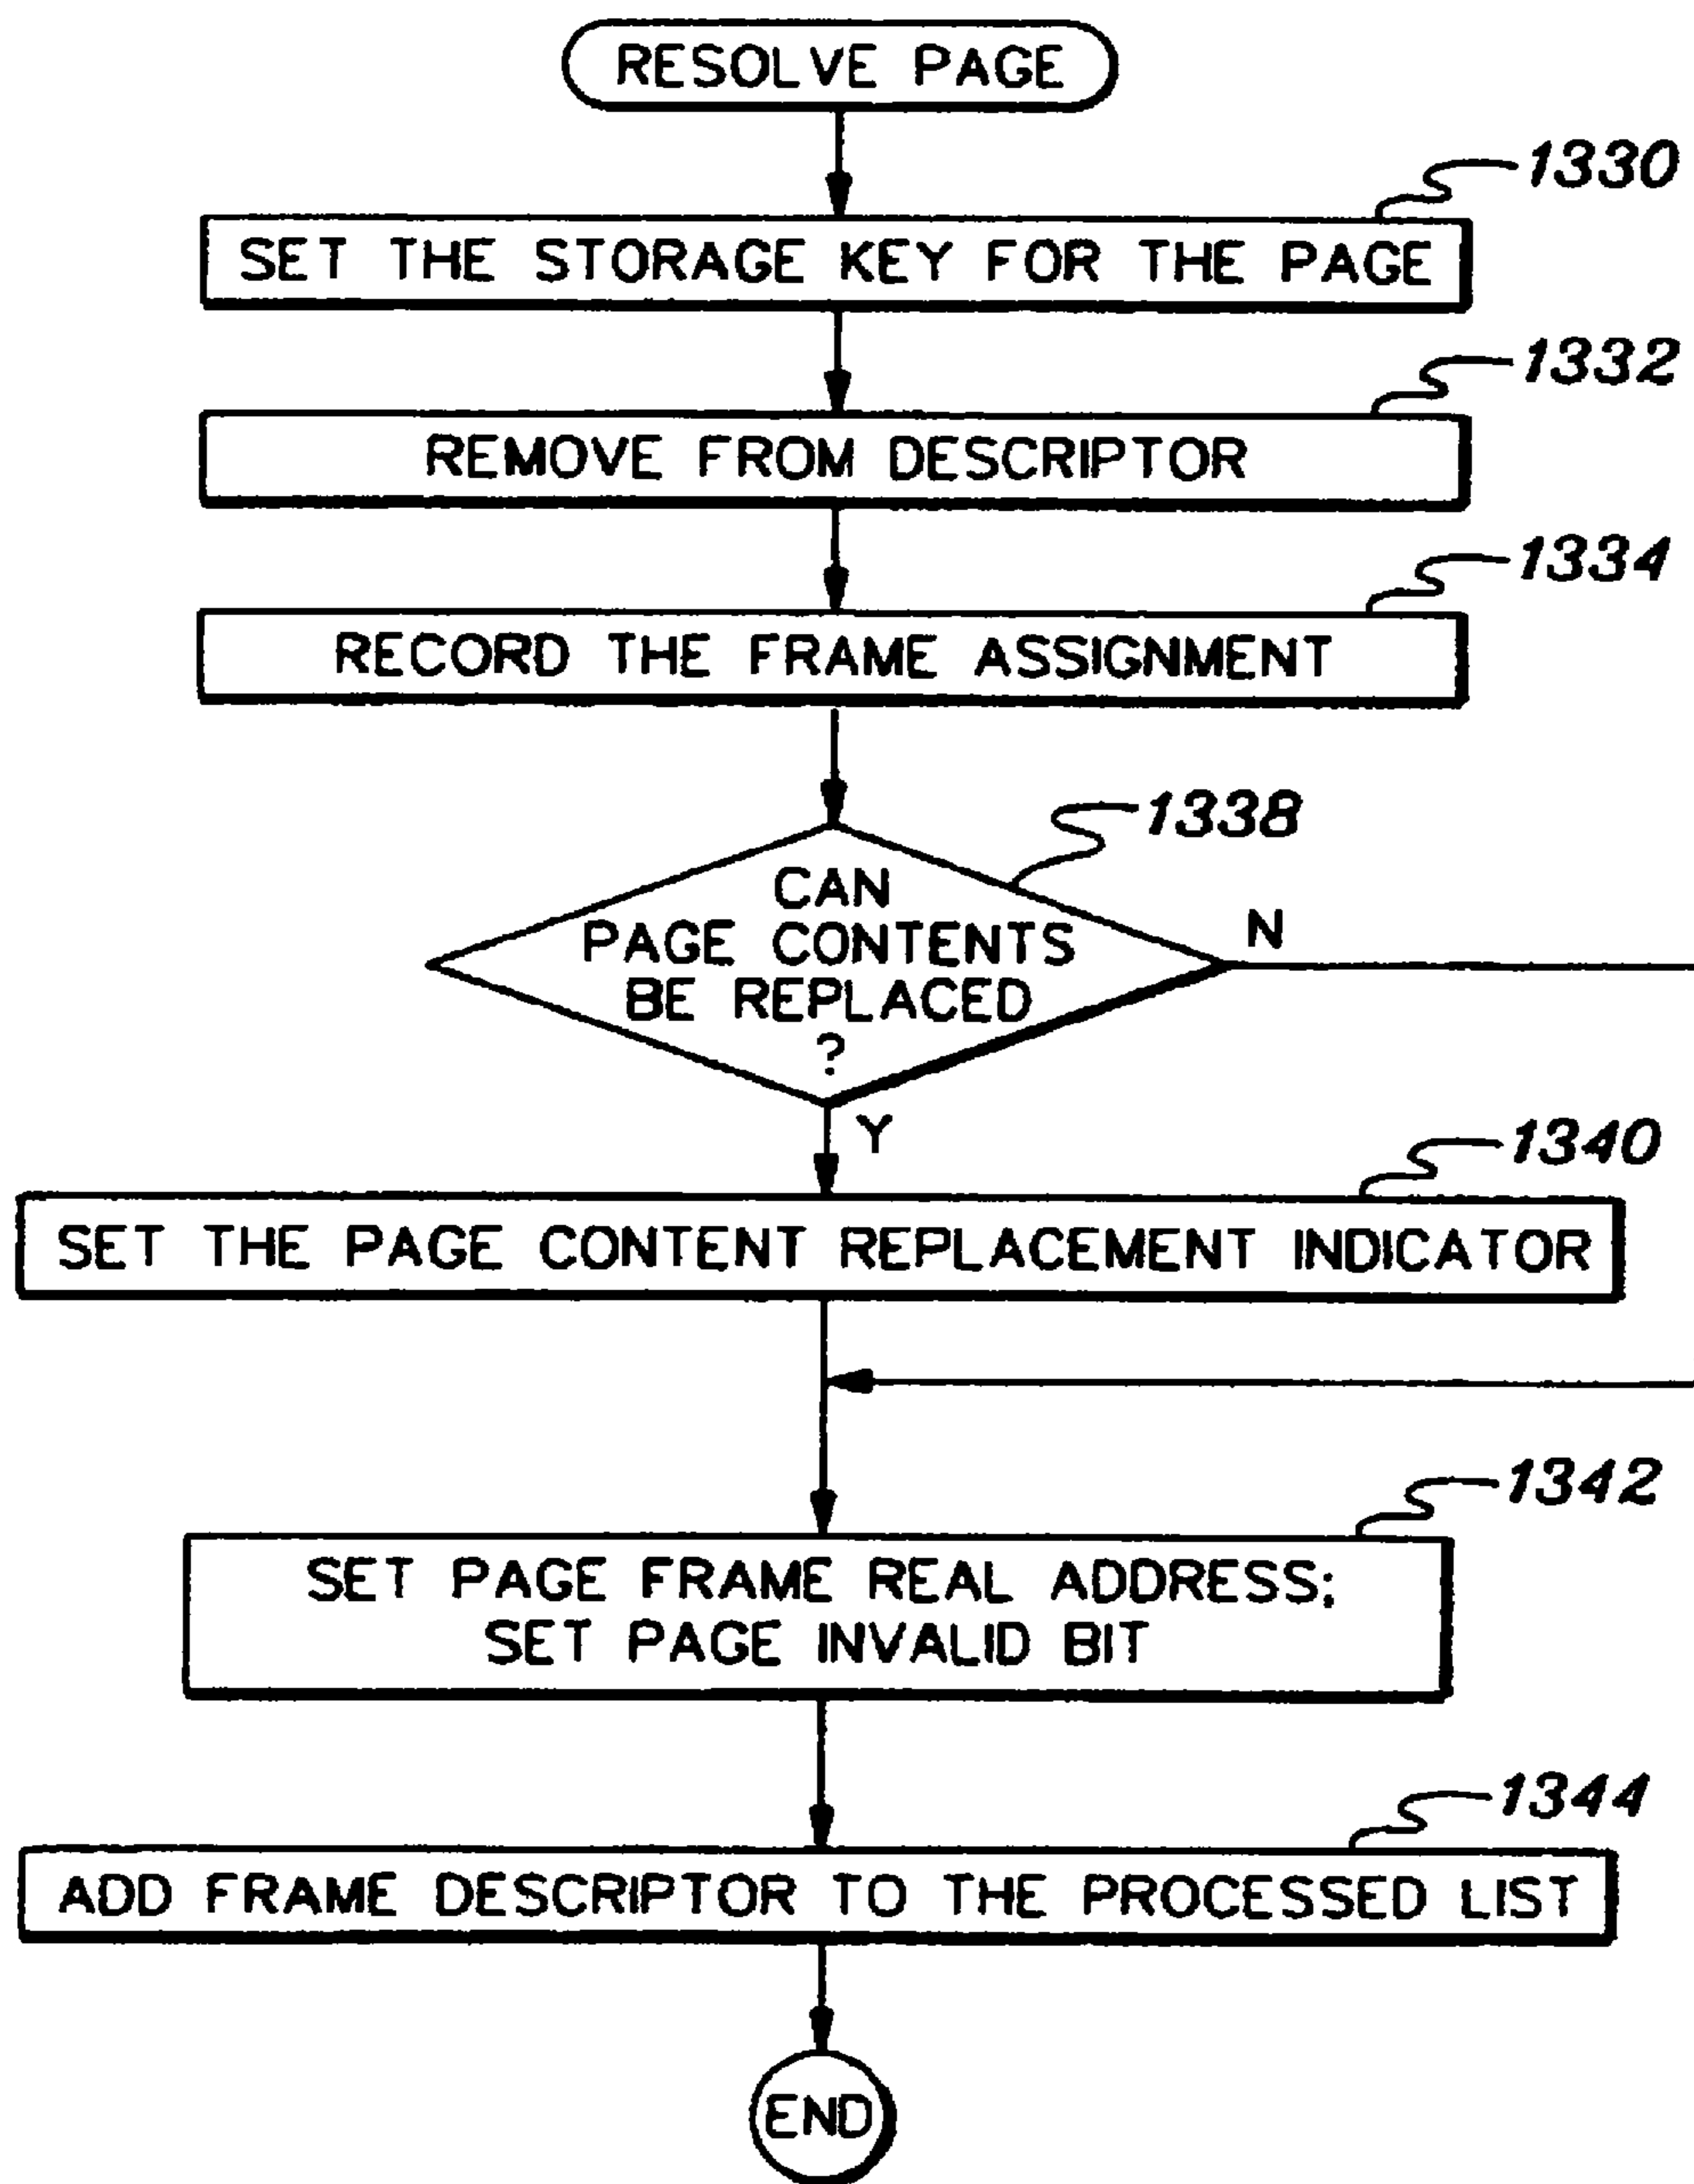 RESOLVE PAGE
1330
SET THE STORAGE KEY FOR THE PAGE
1332
REMOVE FROM DESCRIPTOR
1334
RECORD THE FRAME ASSIGNMENT
1338
CAN
PAGE CONTENTS
BE REPLACED
?
N
Y
1340
SET THE PAGE CONTENT REPLACEMENT INDICATOR
1342
SET PAGE FRAME REAL ADDRESS;
SET PAGE INVALID BIT
1344
ADD FRAME DESCRIPTOR TO THE PROCESSED LIST
END